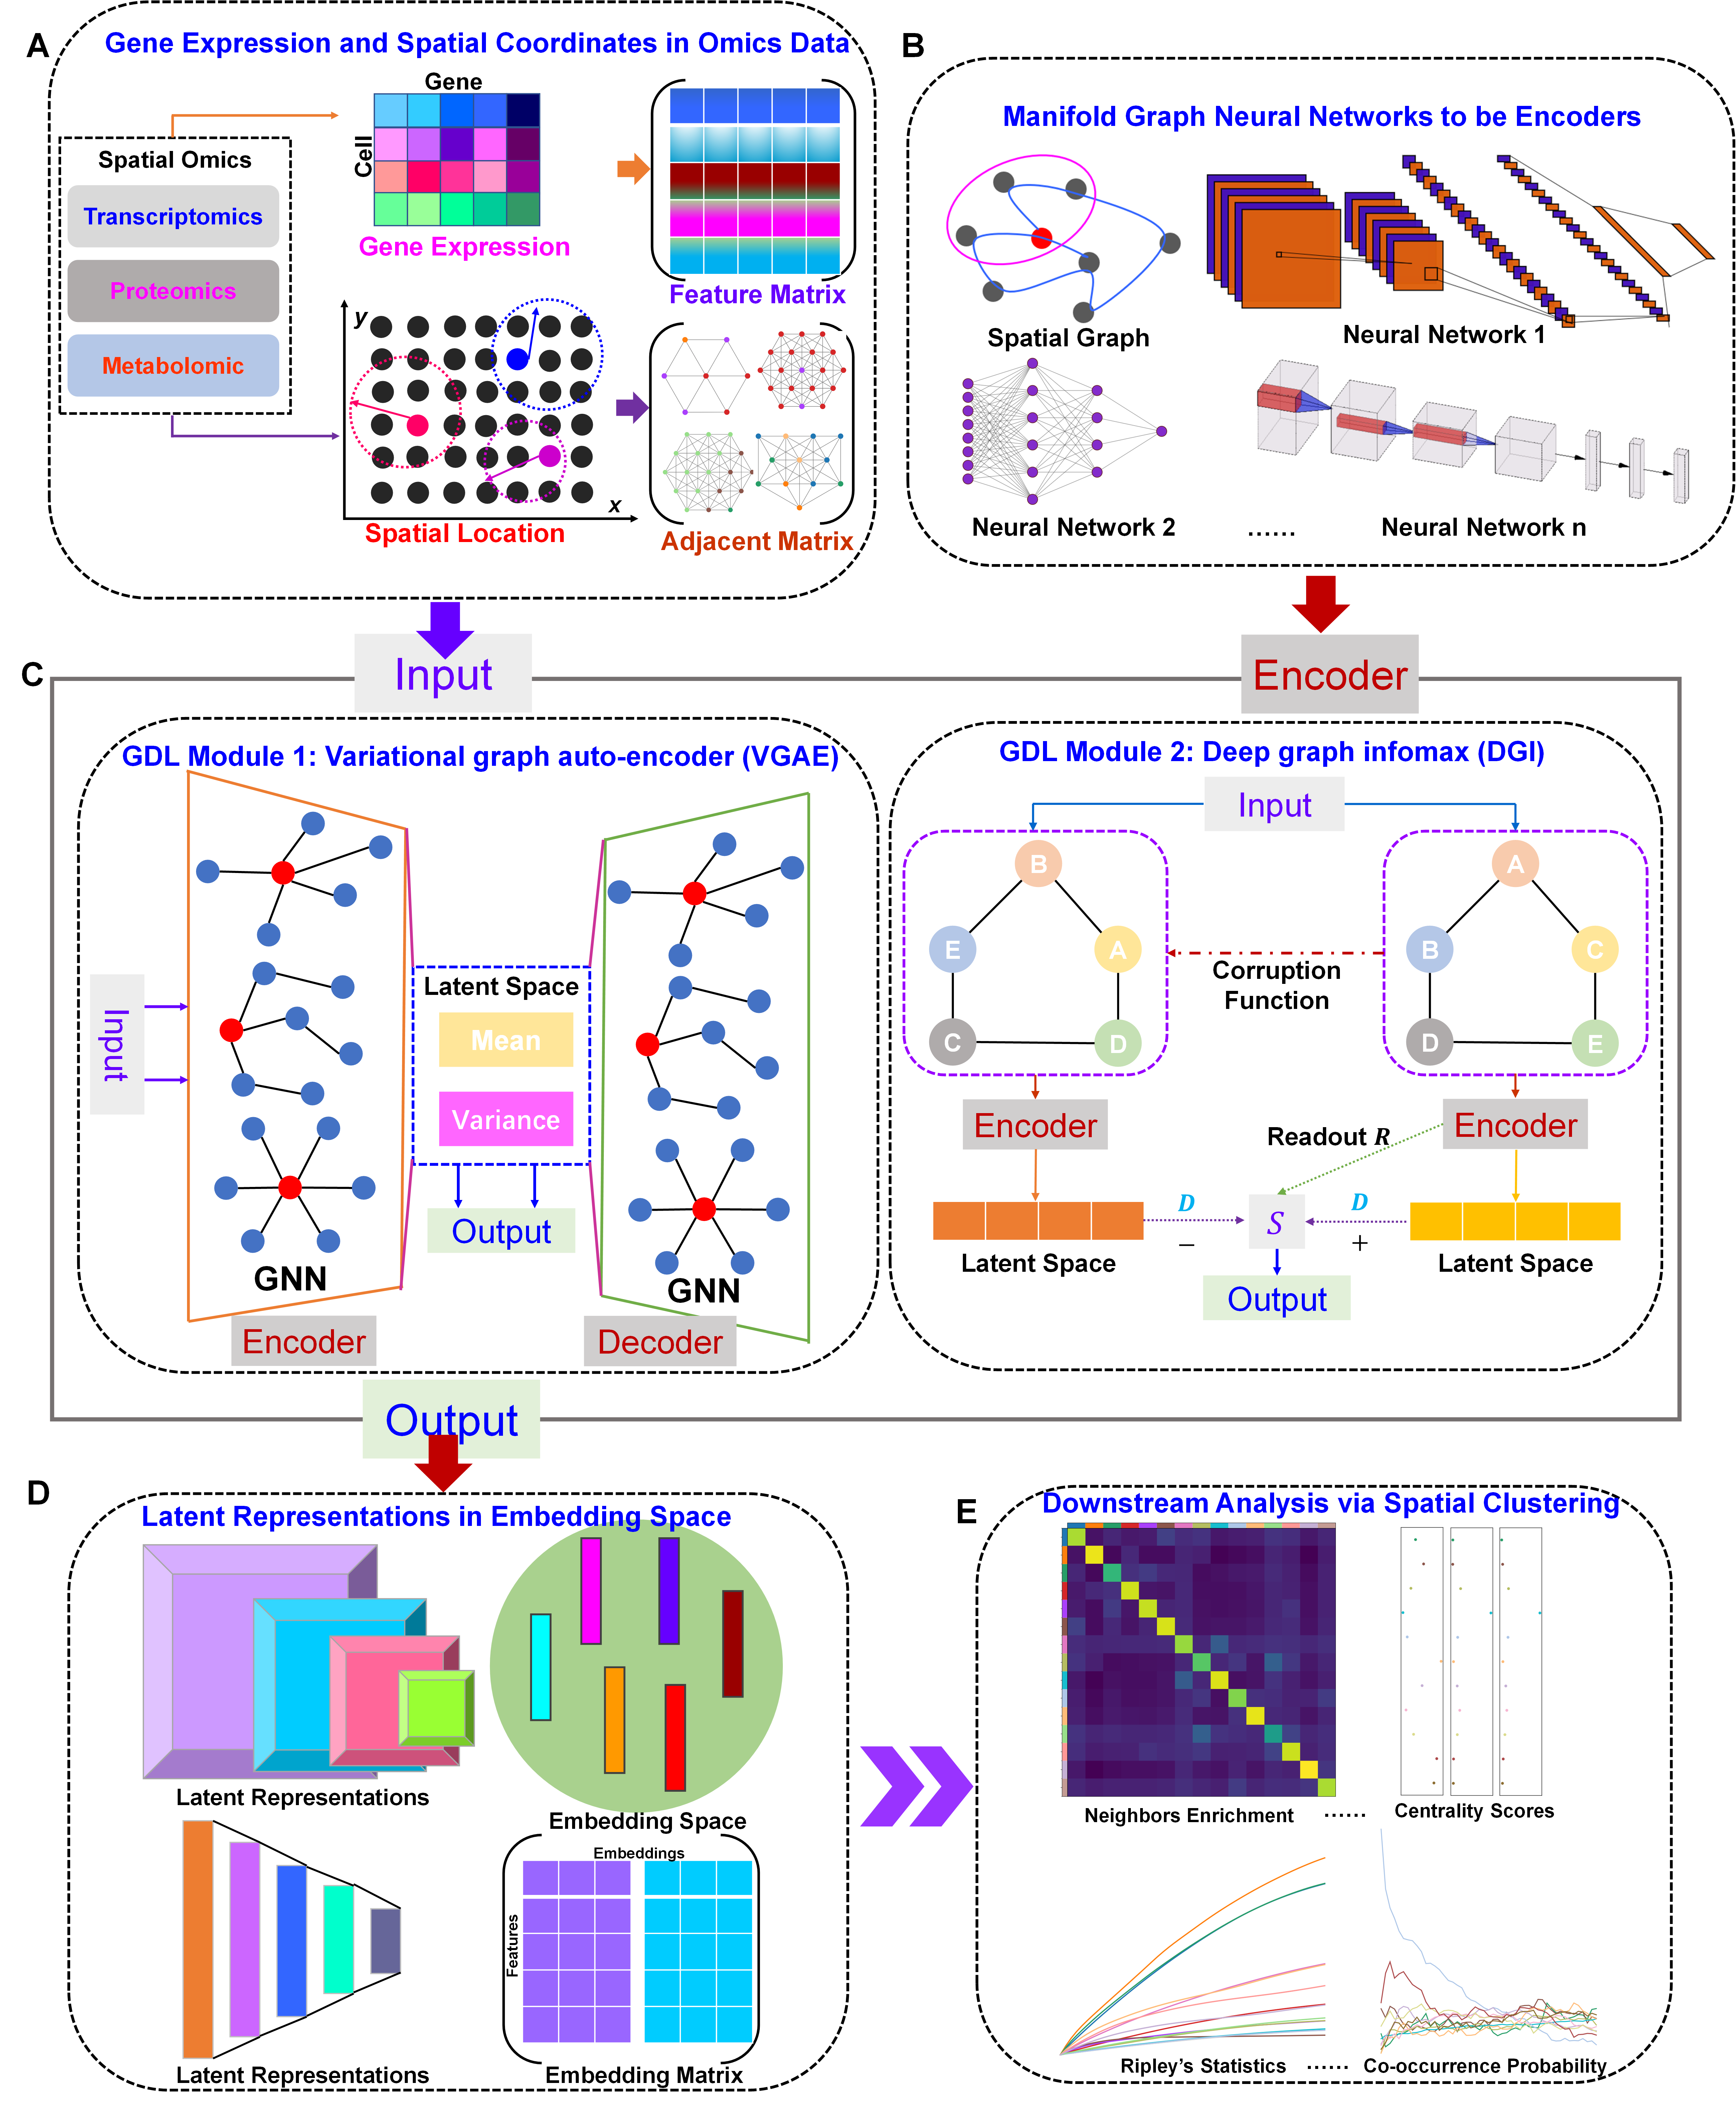 A
Gene Expression and Spatial Coordinates in Omics Data
Spatial Omics
Transcriptomics
Proteomics
Metabolomic
Gene
Cell
Gene Expression
Feature Matrix
y
x
Spatial Location
Adjacent Matrix
B
Manifold Graph Neural Networks to be Encoders
Spatial Graph
Neural Network 1
Neural Network 2
......
Neural Network n
Input
Encoder
C
GDL Module 1: Variational graph auto-encoder (VGAE)
Input
Latent Space
Mean
Variance
Output
GNN
GNN
Encoder
Decoder
GDL Module 2: Deep graph infomax (DGI)
Input
B
E
A
C
D
A
B
C
D
E
Corruption
Function
Encoder
Encoder
Readout R
D
S
D
−
+
Latent Space
Latent Space
Output
Output
D
Latent Representations in Embedding Space
Latent Representations
Embedding Space
Embeddings
Features
Latent Representations
Embedding Matrix
E
Downstream Analysis via Spatial Clustering
Neighbors Enrichment
......
Centrality Scores
Ripley's Statistics
......
Co-occurrence Probability